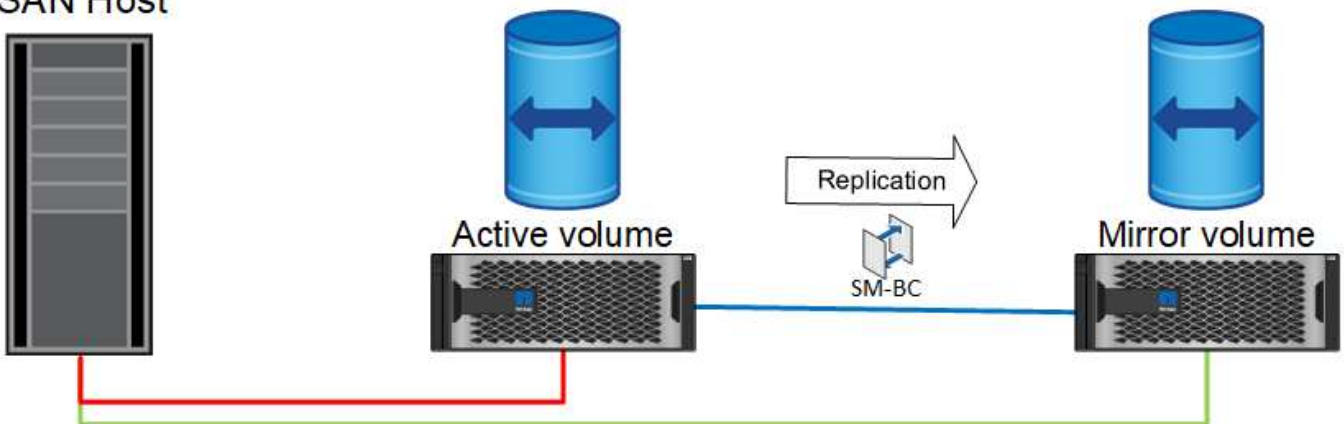 SAN Host
Active volume
Replication
SM-BC
Mirror volume